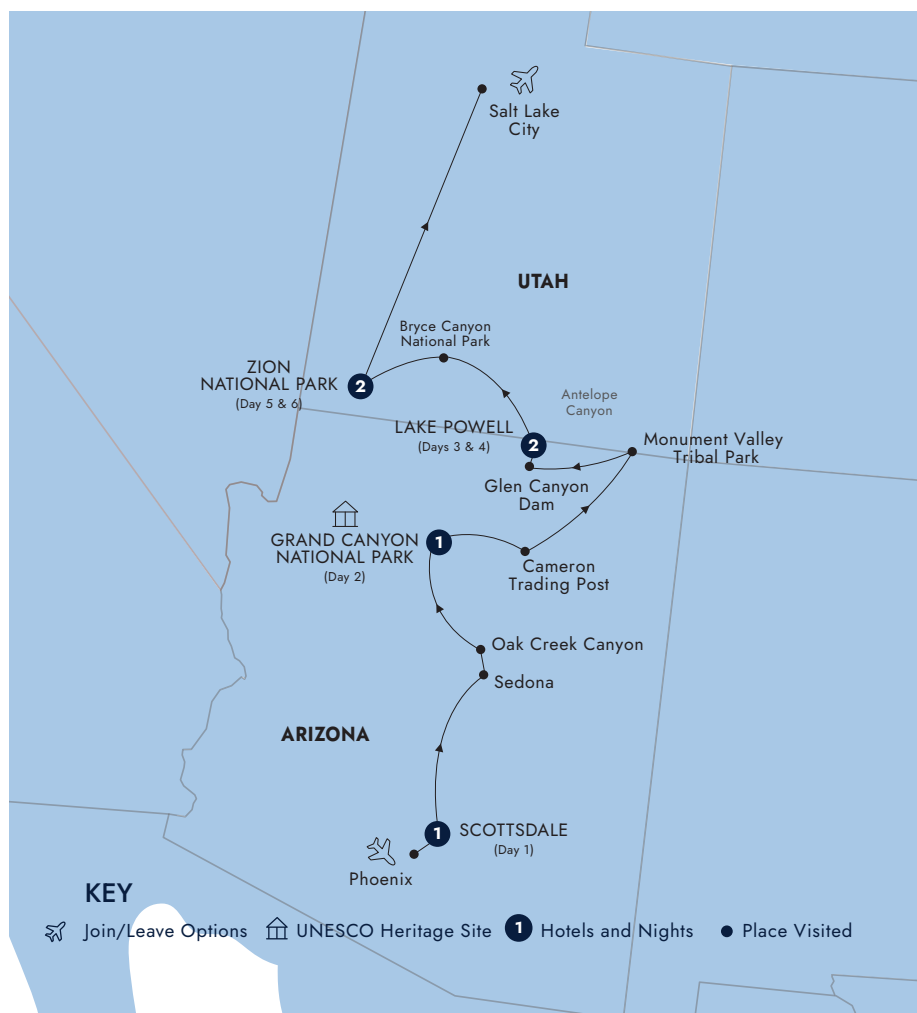 Salt Lake
City
UTAH
Bryce Canyon
National Park
ZION
NATIONAL PARK
(Day 5 & 6)
2
Antelope
Canyon
LAKE POWELL
(Days 3 & 4)
2
Monument Valley
Tribal Park
Glen Canyon
Dam
GRAND CANYON
NATIONAL PARK
(Day 2)
1
Cameron
Trading Post
Oak Creek Canyon
Sedona
ARIZONA
1
SCOTTSDALE
(Day 1)
Phoenix
KEY
Join/Leave Options
UNESCO Heritage Site
1
Hotels and Nights
Place Visited